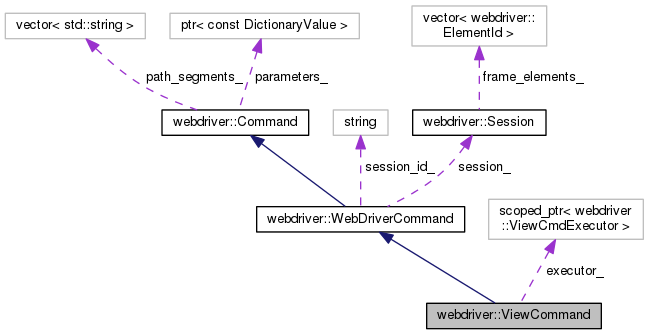 vector< std::string >
ptr< const DictionaryValue >
vector< webdriver::
ElementId >
path_segments_
parameters_
frame_elements_
webdriver::Command
string
webdriver::Session
session_id_
session_
webdriver::WebDriverCommand
scoped_ptr< webdriver
::ViewCmdExecutor >
executor_
webdriver::ViewCommand